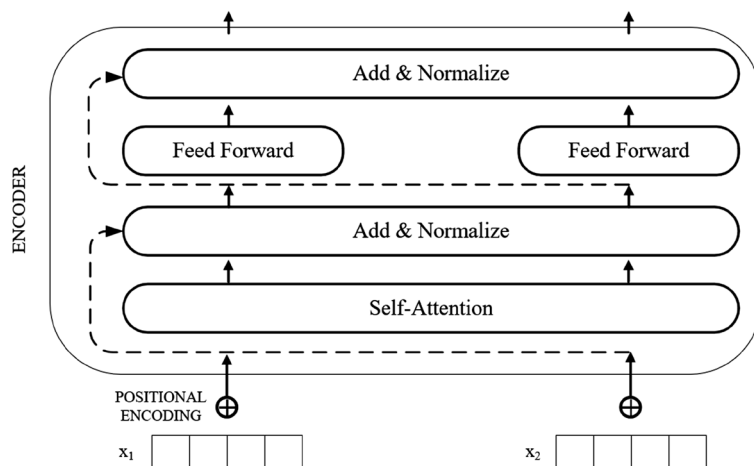 Add & Normalize
Feed Forward Feed Forward
ENCODER
Add & Normalize
Self-Attention
POSITIONAL
ENCODING
x₁ x₂